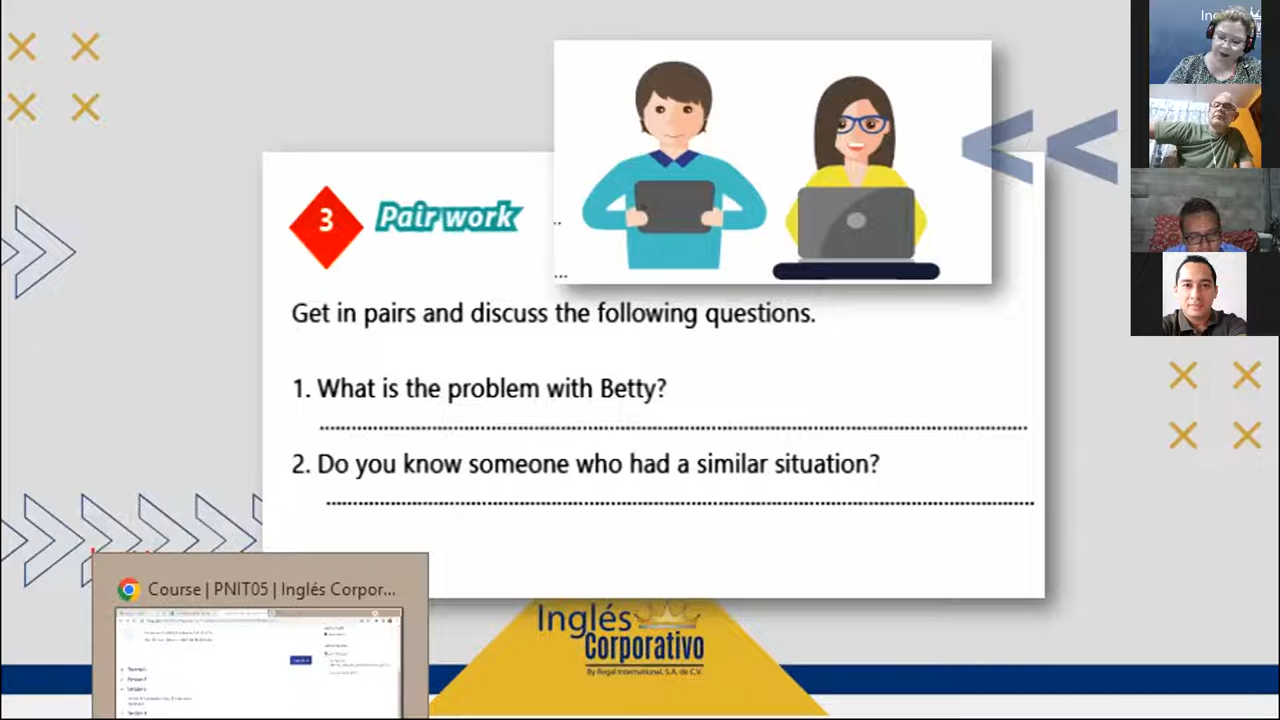 3
Pair work
Get in pairs and discuss the following questions.
1. What is the problem with Betty?
2. Do you know someone who had a similar situation?
Course | PNIT05 | Inglés Corpor...
Inglés
Corporativo
By Regal International, S.A. de C.V.